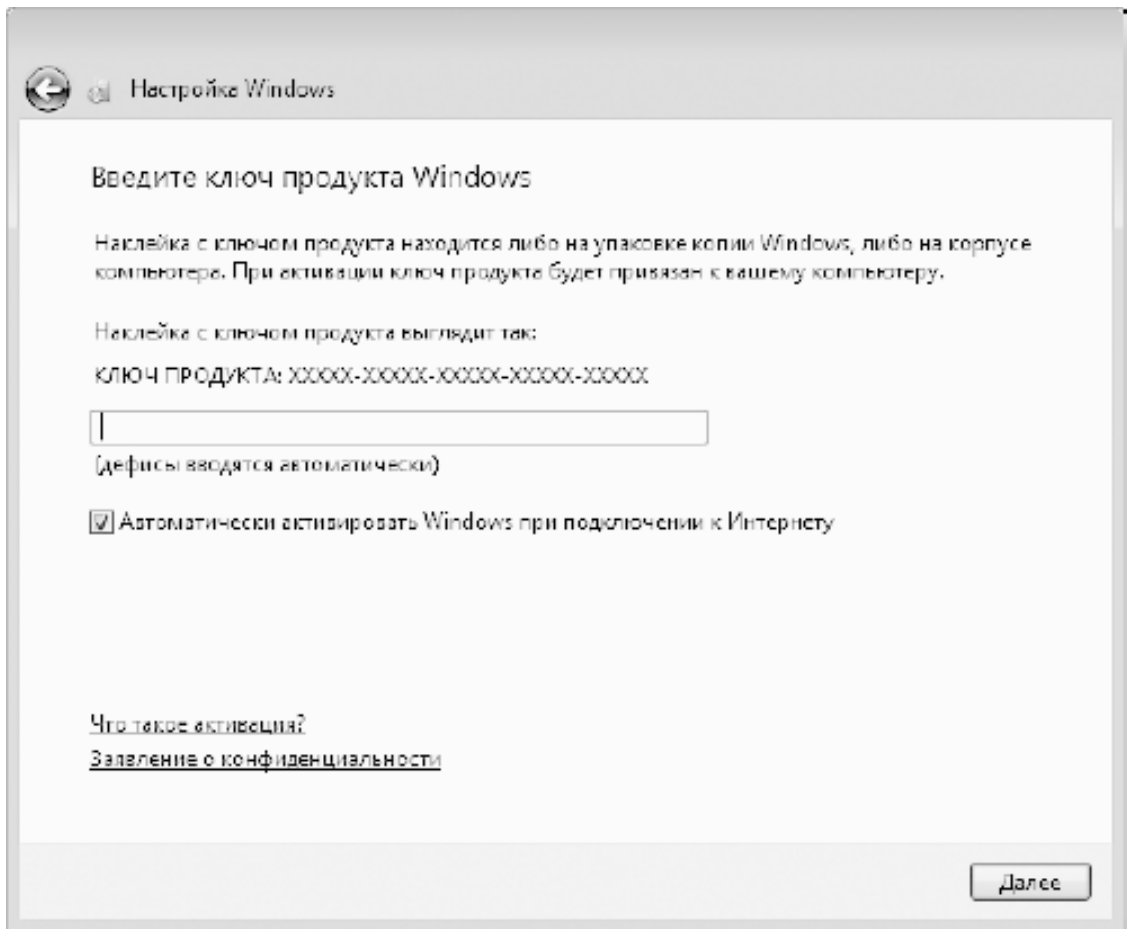 Настройка Windows
Введите ключ продукта Windows
Наклейка с ключом продукта находится либо на упаковке копии Windows, либо на корпусе
компьютера. При активации ключ продукта будет привязан к вашему компьютеру.
Наклейка с ключом продукта выглядит так:
КЛЮЧ ПРОДУКТА: XXXXX-XXXXX-XXXXX-XXXXX-XXXXX
(дефисы вводятся автоматически)
Автоматически активировать Windows при подключении к Интернету
Что такое активация?
Заявление о конфиденциальности
Далее